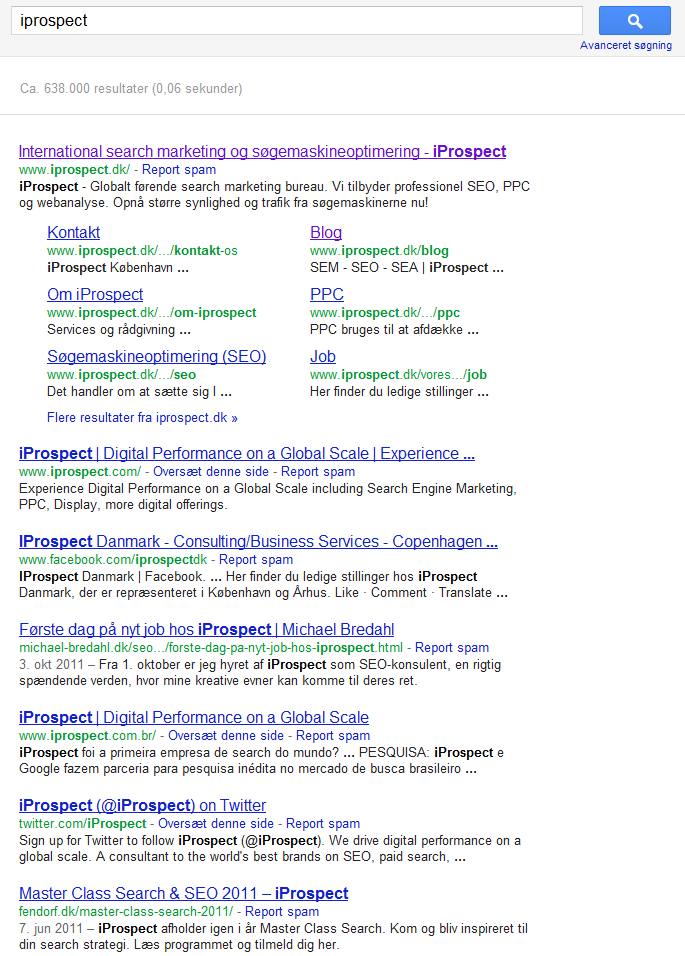 iprospect
Avanceret søgning
Ca. 638.000 resultater (0,06 sekunder)
International search marketing og søgemaskineoptimering - iProspect
www.iprospect.dk/ - Report spam
iProspect - Globalt førende search marketing bureau. Vi tilbyder professionel SEO, PPC
og webanalyse. Opnå større synlighed og trafik fra søgemaskinerne nu!
Kontakt
www.iprospect.dk/.../kontakt-os
iProspect København ...
Blog
www.iprospect.dk/blog
SEM - SEO - SEA | iProspect ...
Om iProspect
www.iprospect.dk/.../om-iprospect
Services og rådgivning ...
PPC
www.iprospect.dk/.../ppc
PPC bruges til at afdække ...
Søgemaskineoptimering (SEO)
www.iprospect.dk/.../seo
Det handler om at sætte sig I ...
Job
www.iprospect.dk/vores.../job
Her finder du ledige stillinger ...
Flere resultater fra iprospect.dk »
iProspect | Digital Performance on a Global Scale | Experience ...
www.iprospect.com/ - Oversæt denne side - Report spam
Experience Digital Performance on a Global Scale including Search Engine Marketing,
PPC, Display, more digital offerings.
IProspect Danmark - Consulting/Business Services - Copenhagen ...
www.facebook.com/iprospectdk - Report spam
IProspect Danmark | Facebook. ... Her finder du ledige stillinger hos iProspect
Danmark, der er repræsenteret i København og Århus. Like · Comment · Translate ...
Første dag på nyt job hos iProspect | Michael Bredahl
michael-bredahl.dk/seo.../forste-dag-pa-nyt-job-hos-iprospect.html - Report spam
3. okt 2011 – Fra 1. oktober er jeg hyret af iProspect som SEO-konsulent, en rigtig
spændende verden, hvor mine kreative evner kan komme til deres ret.
iProspect | Digital Performance on a Global Scale
www.iprospect.com.br/ - Oversæt denne side - Report spam
iProspect foi a primeira empresa de search do mundo? ... PESQUISA: iProspect e
Google fazem parceria para pesquisa inédita no mercado de busca brasileiro ...
iProspect (@iProspect) on Twitter
twitter.com/iProspect - Oversæt denne side - Report spam
Sign up for Twitter to follow iProspect (@iProspect). We drive digital performance on a
global scale. A consultant to the world's best brands on SEO, paid search, ...
Master Class Search & SEO 2011 – iProspect
fendorf.dk/master-class-search-2011/ - Report spam
7. jun 2011 – iProspect afholder igen i år Master Class Search. Kom og bliv inspireret til
din search strategi. Læs programmet og tilmeld dig her.